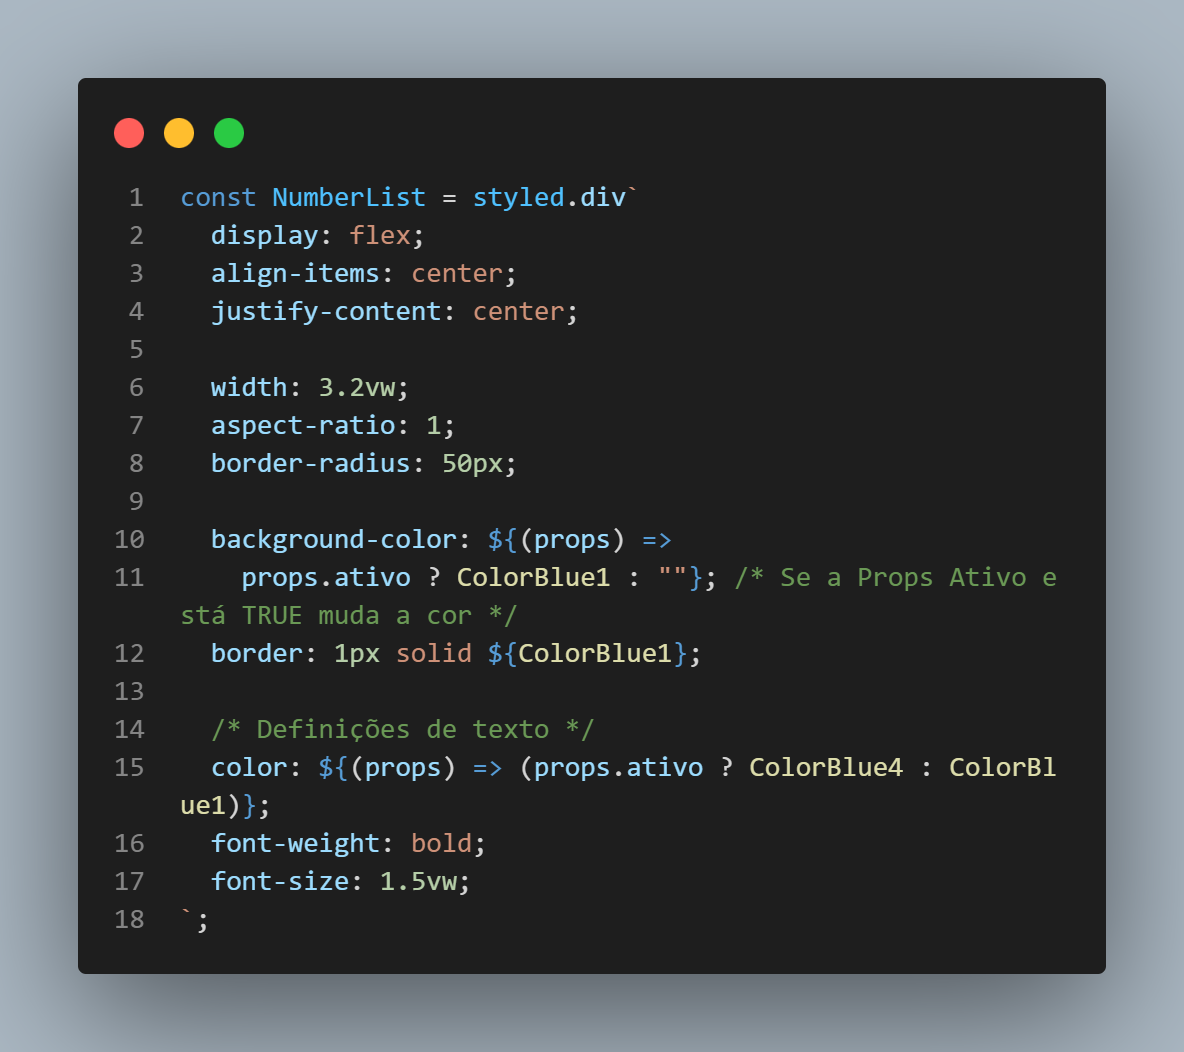 1 const NumberList = styled.div`
2   display: flex;
3   align-items: center;
4   justify-content: center;
5
6   width: 3.2vw;
7   aspect-ratio: 1;
8   border-radius: 50px;
9
10   background-color: ${(props) =>
11     props.ativo ? ColorBlue1 : ""}; /* Se a Props Ativo e
stá TRUE muda a cor */
12   border: 1px solid ${ColorBlue1};
13
14   /* Definições de texto */
15   color: ${(props) => (props.ativo ? ColorBlue4 : ColorBl
ue1)};
16   font-weight: bold;
17   font-size: 1.5vw;
18 `;